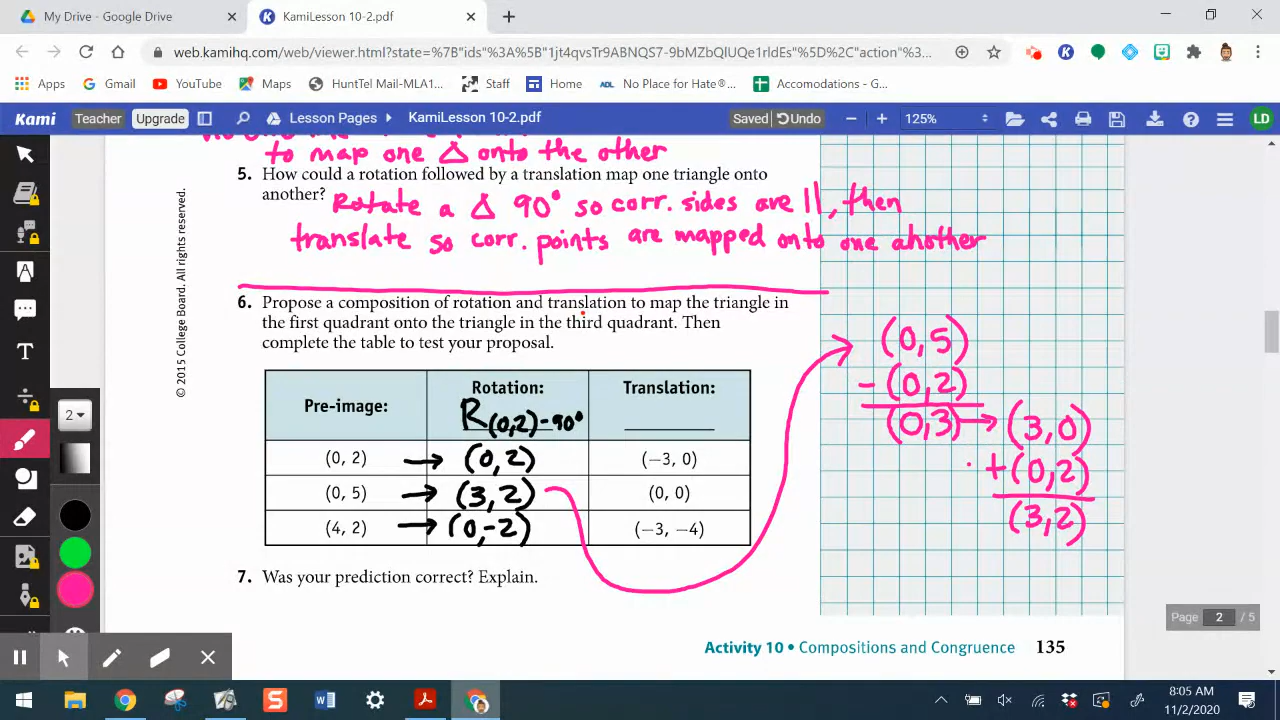 My Drive - Google Drive
KamiLesson 10-2.pdf
web.kamihq.com/web/viewer.html?state=%7B"ids"%3A%5B"1jt4qvsTr9ABNQS7-9bMZbQlUQe1rldEs"%5D%2C"action"%3...
Apps Gmail YouTube Maps HuntTel Mail-MLA1... Staff Home ADL No Place for Hate®... Accomodations - G...
Kami Teacher Upgrade Lesson Pages KamiLesson 10-2.pdf Saved Undo 125% LD
to map one Δ onto the other
5. How could a rotation followed by a translation map one triangle onto
another? Rotate a Δ 90° so corr. sides are ||, then
translate so corr. points are mapped onto one another
6. Propose a composition of rotation and translation to map the triangle in
the first quadrant onto the triangle in the third quadrant. Then
complete the table to test your proposal.
Pre-image: Rotation: Translation:
R(0,2)-90°
(0, 2) → (0,2) (−3, 0)
(0, 5) → (3,2) (0, 0)
(4, 2) → (0,-2) (−3, −4)
(0,5)
- (0,2)
(0,3) → (3,0)
+ (0,2)
(3,2)
7. Was your prediction correct? Explain.
© 2015 College Board. All rights reserved.
Activity 10 • Compositions and Congruence 135
Page 2 / 5
2
8:05 AM
11/2/2020